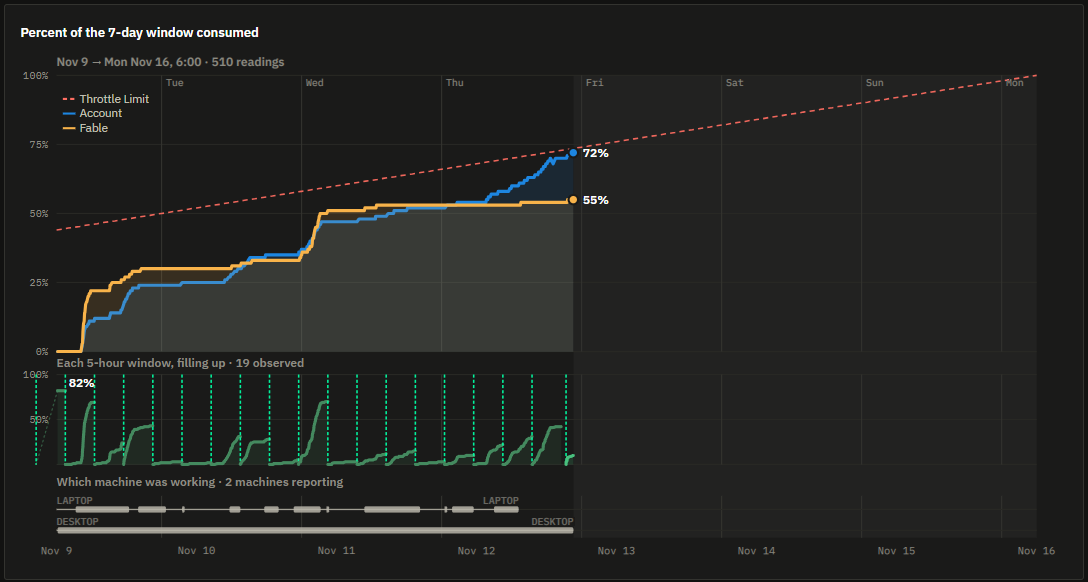 Percent of the 7-day window consumed
Nov 9 → Mon Nov 16, 6:00 · 510 readings
100%
Tue
Wed
Thu
Fri
Sat
Sun
Mon
Throttle Limit
Account
Fable
75%
72%
55%
50%
25%
0%
Each 5-hour window, filling up · 19 observed
100%
82%
50%
Which machine was working · 2 machines reporting
LAPTOP
LAPTOP
DESKTOP
DESKTOP
Nov 9
Nov 10
Nov 11
Nov 12
Nov 13
Nov 14
Nov 15
Nov 16